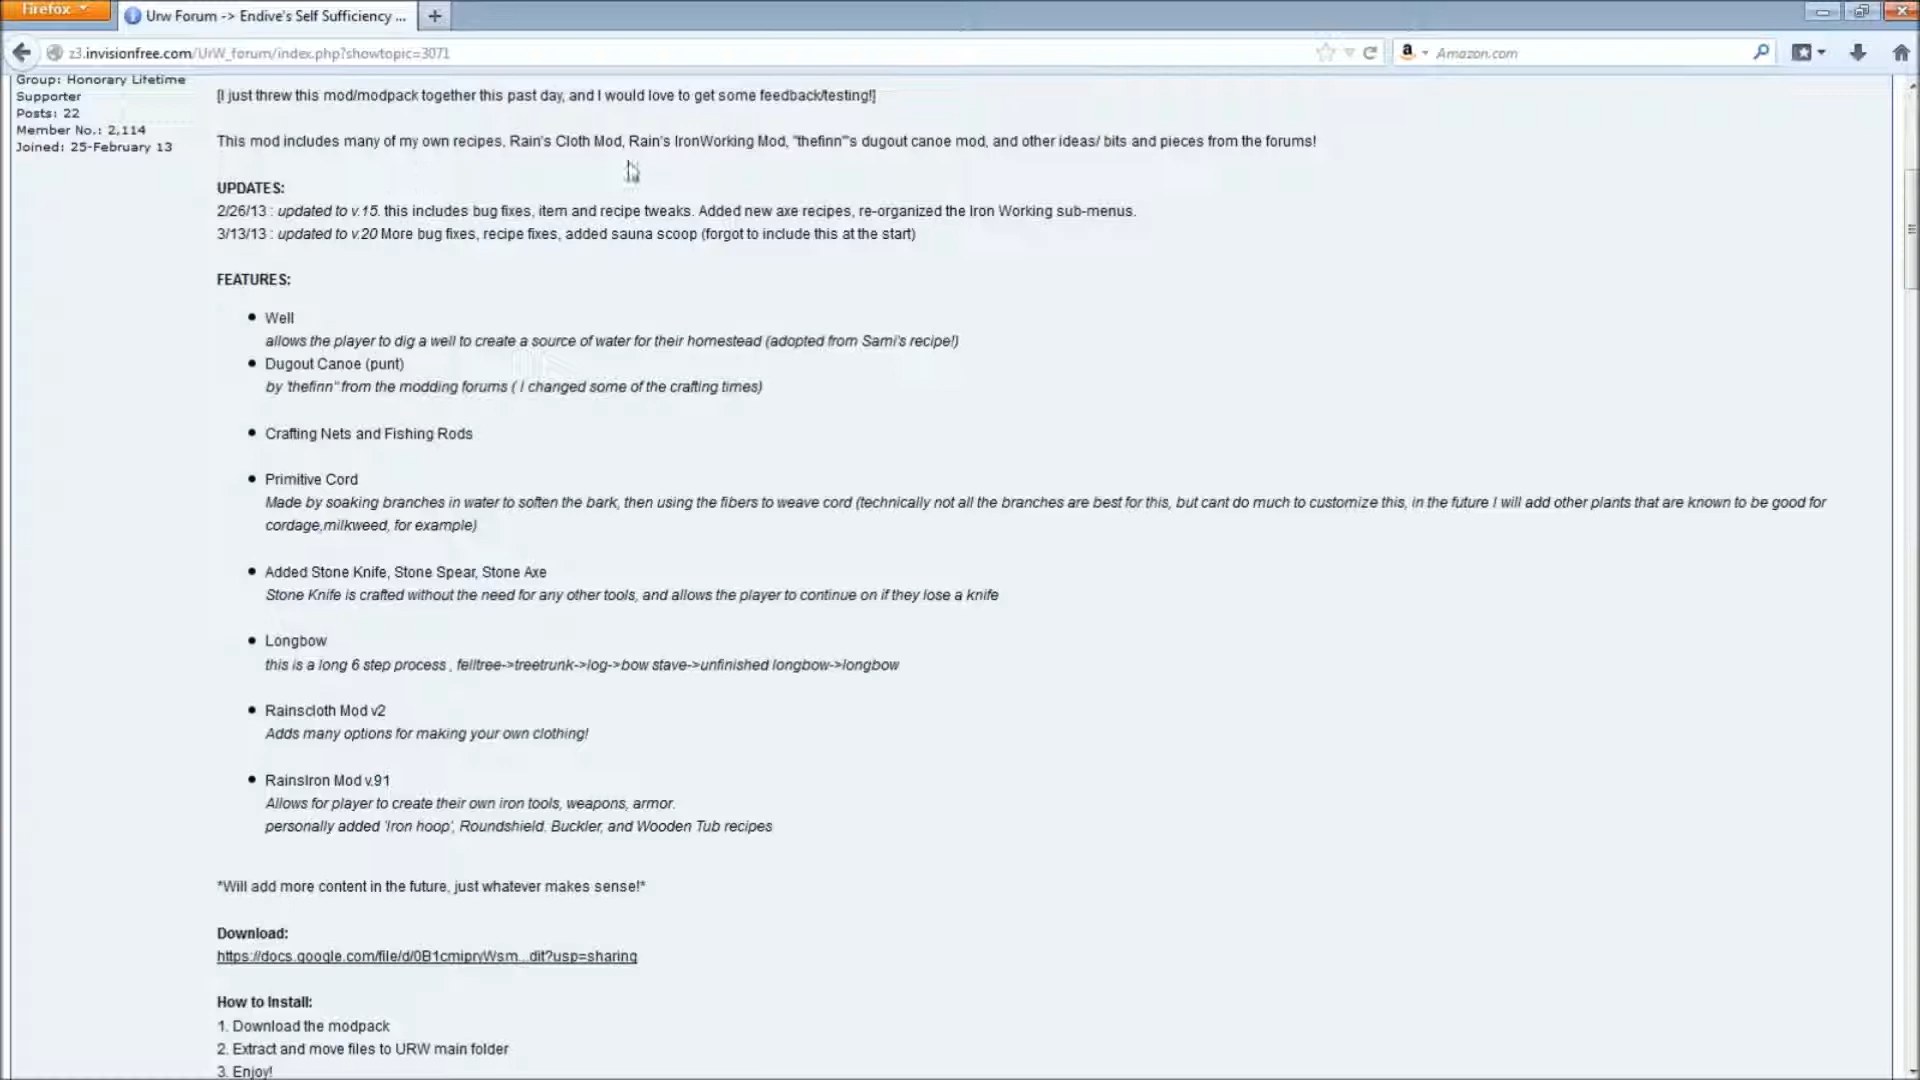 Firefox
Urw Forum -> Endive's Self Sufficiency ...
z3.invisionfree.com/UrW_forum/index.php?showtopic=3071
Amazon.com
Group: Honorary Lifetime
Supporter
Posts: 22
Member No.: 2,114
Joined: 25-February 13
[I just threw this mod/modpack together this past day, and I would love to get some feedback/testing!]
This mod includes many of my own recipes, Rain's Cloth Mod, Rain's IronWorking Mod, "thefinn"'s dugout canoe mod, and other ideas/ bits and pieces from the forums!
UPDATES:
2/26/13 : updated to v.15. this includes bug fixes, item and recipe tweaks. Added new axe recipes, re-organized the Iron Working sub-menus.
3/13/13 : updated to v.20 More bug fixes, recipe fixes, added sauna scoop (forgot to include this at the start)
FEATURES:
Well
allows the player to dig a well to create a source of water for their homestead (adopted from Sami's recipe!)
Dugout Canoe (punt)
by 'thefinn" from the modding forums ( I changed some of the crafting times)
Crafting Nets and Fishing Rods
Primitive Cord
Made by soaking branches in water to soften the bark, then using the fibers to weave cord (technically not all the branches are best for this, but cant do much to customize this, in the future I will add other plants that are known to be good for
cordage,milkweed, for example)
Added Stone Knife, Stone Spear, Stone Axe
Stone Knife is crafted without the need for any other tools, and allows the player to continue on if they lose a knife
Longbow
this is a long 6 step process , felltree->treetrunk->log->bow stave->unfinished longbow->longbow
Rainscloth Mod v2
Adds many options for making your own clothing!
RainsIron Mod v.91
Allows for player to create their own iron tools, weapons, armor.
personally added 'Iron hoop', Roundshield. Buckler, and Wooden Tub recipes
*Will add more content in the future, just whatever makes sense!*
Download:
https://docs.google.com/file/d/0B1cmipryWsm...dit?usp=sharing
How to Install:
1. Download the modpack
2. Extract and move files to URW main folder
3. Enjoy!